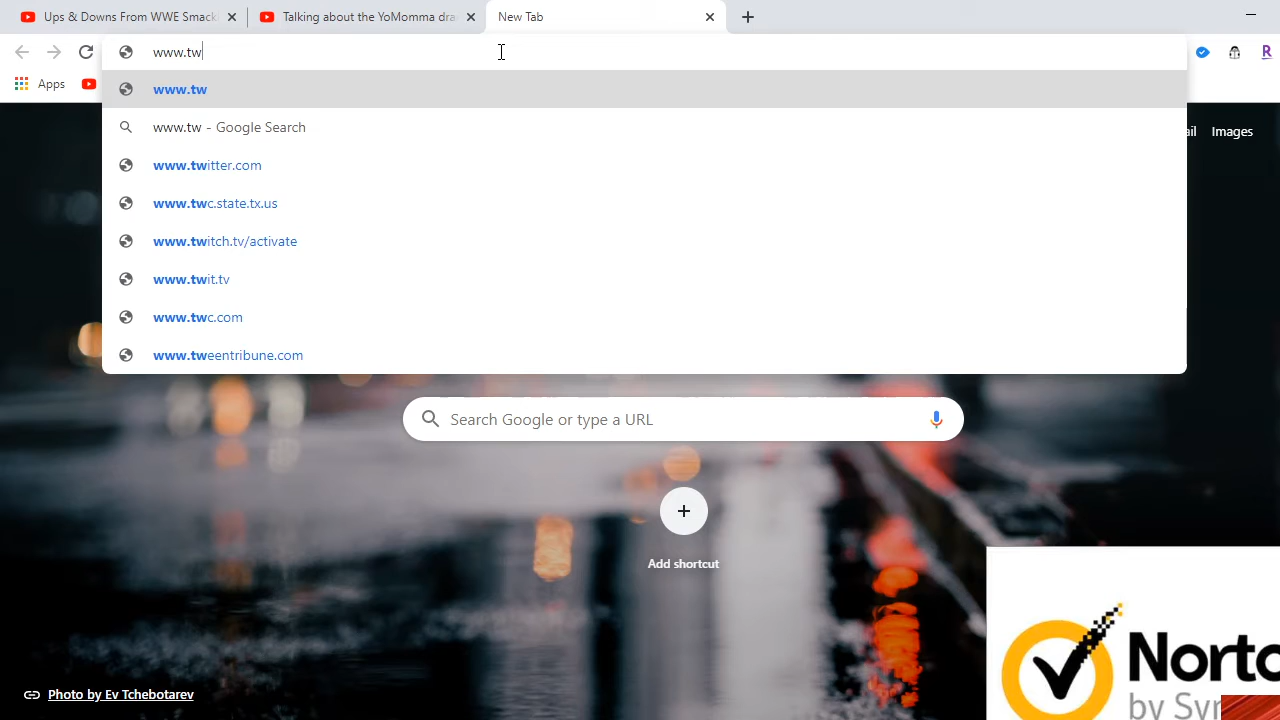 Ups & Downs From WWE Smack
Talking about the YoMomma dra
New Tab
www.tw
Apps
www.tw
www.tw - Google Search
www.twitter.com
www.twc.state.tx.us
www.twitch.tv/activate
www.twit.tv
www.twc.com
www.tweentribune.com
ail Images
Search Google or type a URL
Add shortcut
Photo by Ev Tchebotarev
Norto
by Syr